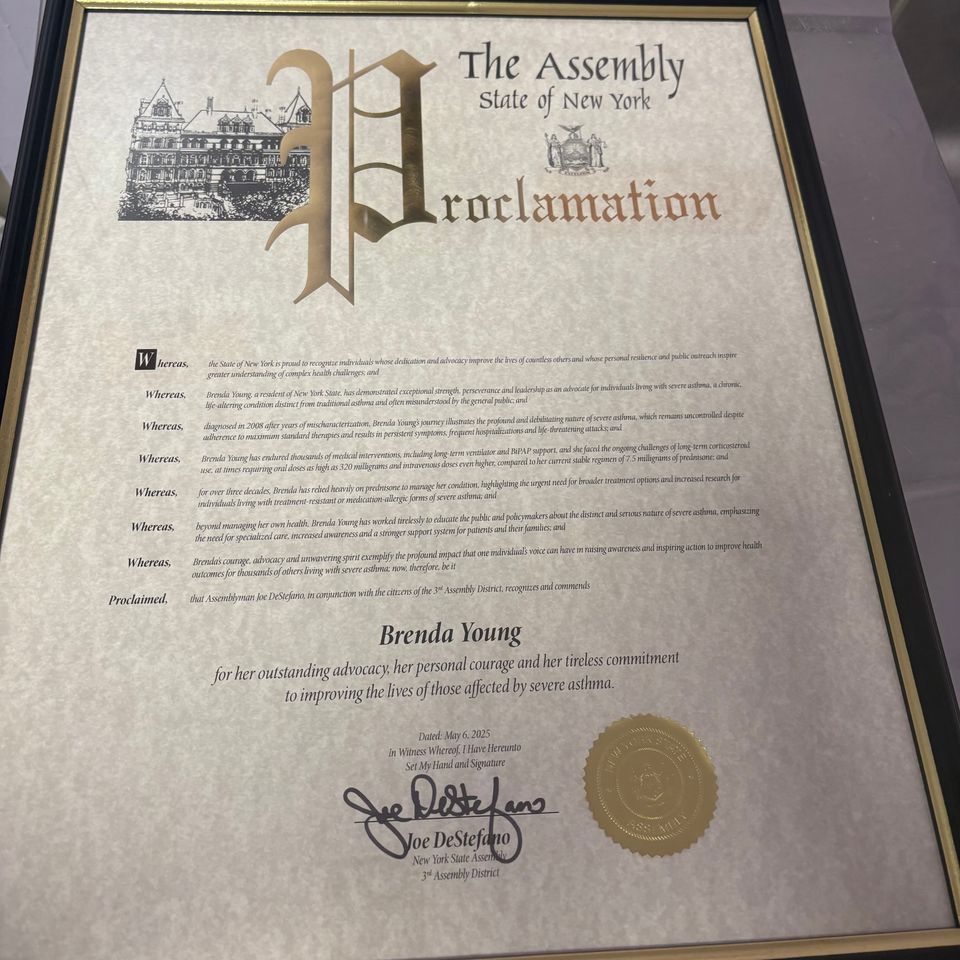 The Assembly
State of New York
EXCELSIOR
Proclamation
Whereas, the State of New York is proud to recognize individuals whose dedication and advocacy improve the lives of countless others and whose personal resilience and public outreach inspire
greater understanding of complex health challenges; and
Whereas, Brenda Young, a resident of New York State, has demonstrated exceptional strength, perseverance and leadership as an advocate for individuals living with severe asthma, a chronic,
life-altering condition distinct from traditional asthma and often misunderstood by the general public; and
Whereas, diagnosed in 2008 after years of mischaracterization, Brenda Young's journey illustrates the profound and debilitating nature of severe asthma, which remains uncontrolled despite
adherence to maximum standard therapies and results in persistent symptoms, frequent hospitalizations and life-threatening attacks; and
Whereas, Brenda Young has endured thousands of medical interventions, including long-term ventilator and BiPAP support, and she faced the ongoing challenges of long-term corticosteroid
use, at times requiring oral doses as high as 320 milligrams and intravenous doses even higher, compared to her current stable regimen of 7.5 milligrams of prednisone; and
Whereas, for over three decades, Brenda has relied heavily on prednisone to manage her condition, highlighting the urgent need for broader treatment options and increased research for
individuals living with treatment-resistant or medication-allergic forms of severe asthma; and
Whereas, beyond managing her own health, Brenda Young has worked tirelessly to educate the public and policymakers about the distinct and serious nature of severe asthma, emphasizing
the need for specialized care, increased awareness and a stronger support system for patients and their families; and
Whereas, Brenda's courage, advocacy and unwavering spirit exemplify the profound impact that one individual's voice can have in raising awareness and inspiring action to improve health
outcomes for thousands of others living with severe asthma; now, therefore, be it
Proclaimed, that Assemblyman Joe DeStefano, in conjunction with the citizens of the 3rd Assembly District, recognizes and commends
Brenda Young
for her outstanding advocacy, her personal courage and her tireless commitment
to improving the lives of those affected by severe asthma.
Dated: May 6, 2025
In Witness Whereof, I Have Hereunto
Set My Hand and Signature
Joe DeStefano
Joe DeStefano
New York State Assembly
3rd Assembly District
NEW YORK STATE
ASSEMBLY